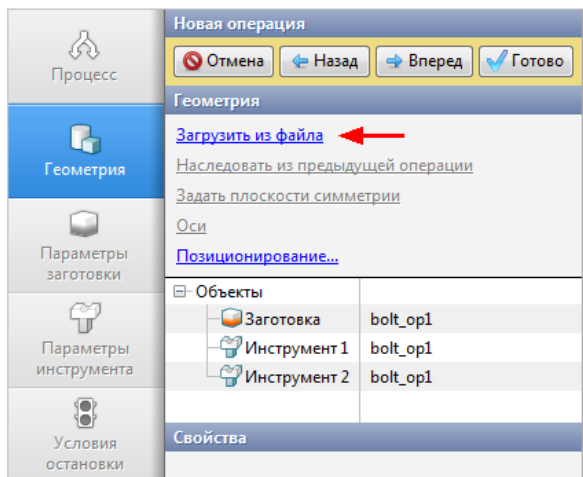 Процесс
Геометрия
Параметры
заготовки
Параметры
инструмента
Условия
остановки
Новая операция
Отмена Назад Вперед Готово
Геометрия
Загрузить из файла
Наследовать из предыдущей операции
Задать плоскости симметрии
Оси
Позиционирование...
Объекты
Заготовка bolt_op1
Инструмент 1 bolt_op1
Инструмент 2 bolt_op1
Свойства